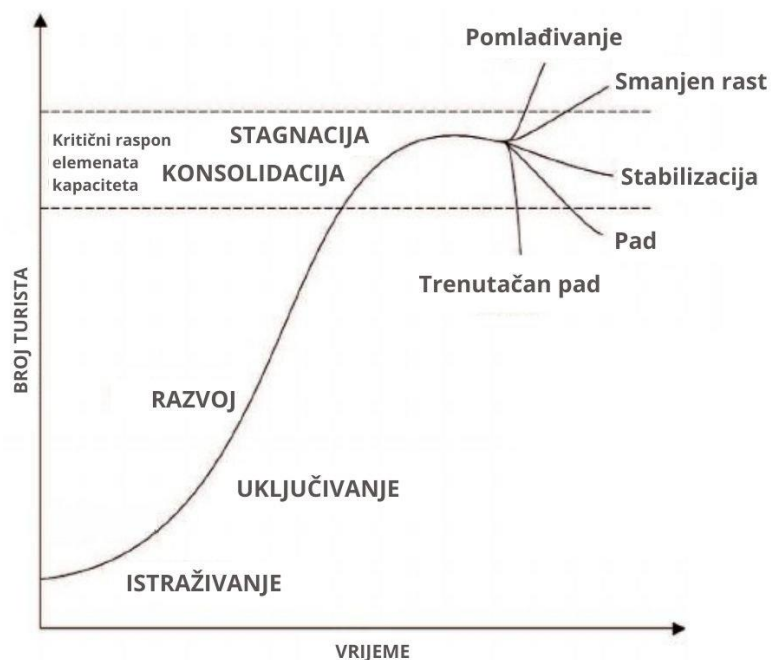 Pomlađivanje
Smanjen rast
STAGNACIJA
Kritični raspon
elemenata
kapaciteta
KONSOLIDACIJA
Stabilizacija
Pad
Trenutačan pad
BROJ TURISTA
RAZVOJ
UKLJUČIVANJE
ISTRAŽIVANJE
VRIJEME